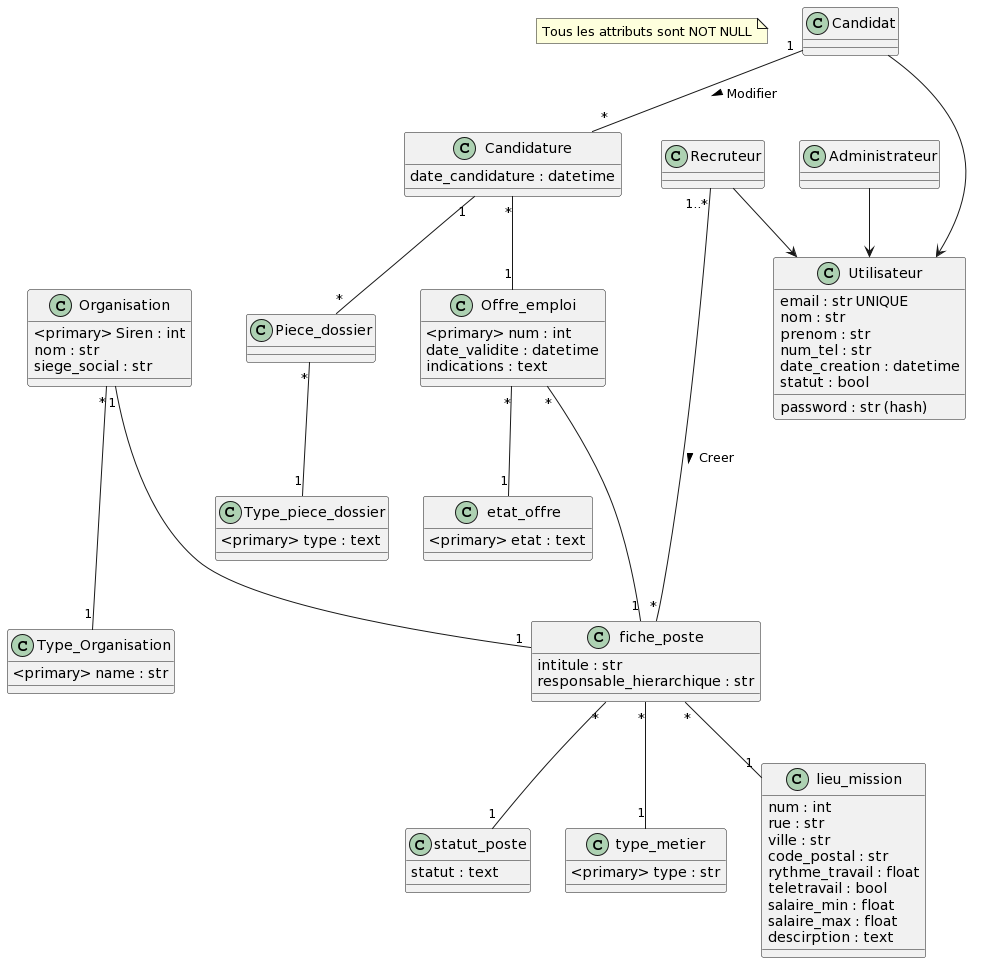 Tous les attributs sont NOT NULL
C Candidat
1
Modifier
*
C Candidature
date_candidature : datetime
C Recruteur
C Administrateur
1
*
1..*
1
*
C Organisation
<primary> Siren : int
nom : str
siege_social : str
C Piece_dossier
C Offre_emploi
<primary> num : int
date_validite : datetime
indications : text
C Utilisateur
email : str UNIQUE
nom : str
prenom : str
num_tel : str
date_creation : datetime
statut : bool
password : str (hash)
*
1
*
*
*
Creer
1
1
1
C Type_piece_dossier
<primary> type : text
C etat_offre
<primary> etat : text
1
1
1
*
C Type_Organisation
<primary> name : str
C fiche_poste
intitule : str
responsable_hierarchique : str
*
*
*
1
1
1
C statut_poste
statut : text
C type_metier
<primary> type : str
C lieu_mission
num : int
rue : str
ville : str
code_postal : str
rythme_travail : float
teletravail : bool
salaire_min : float
salaire_max : float
descirption : text